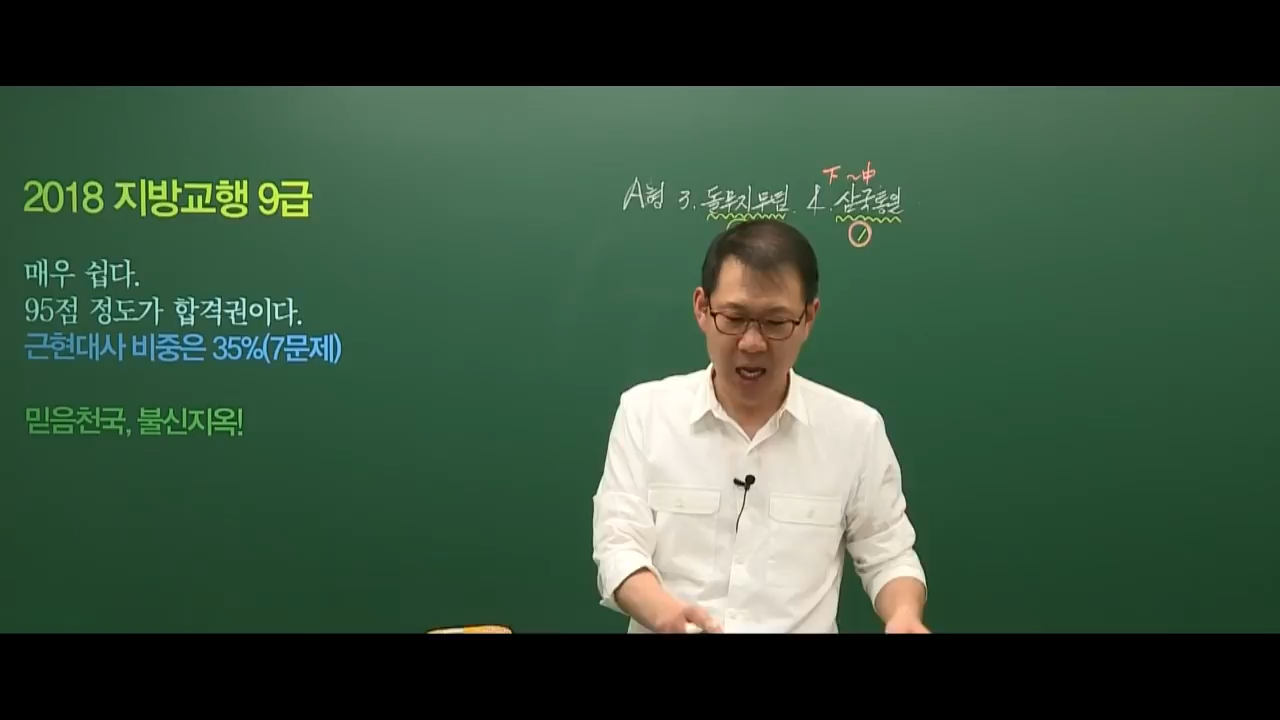 2018 지방교행 9급
매우 쉽다.
95점 정도가 합격권이다.
근현대사 비중은 35%(7문제)
믿음천국, 불신지옥!
下~中
A형 3. 돌무지무덤 4. 삼국통일